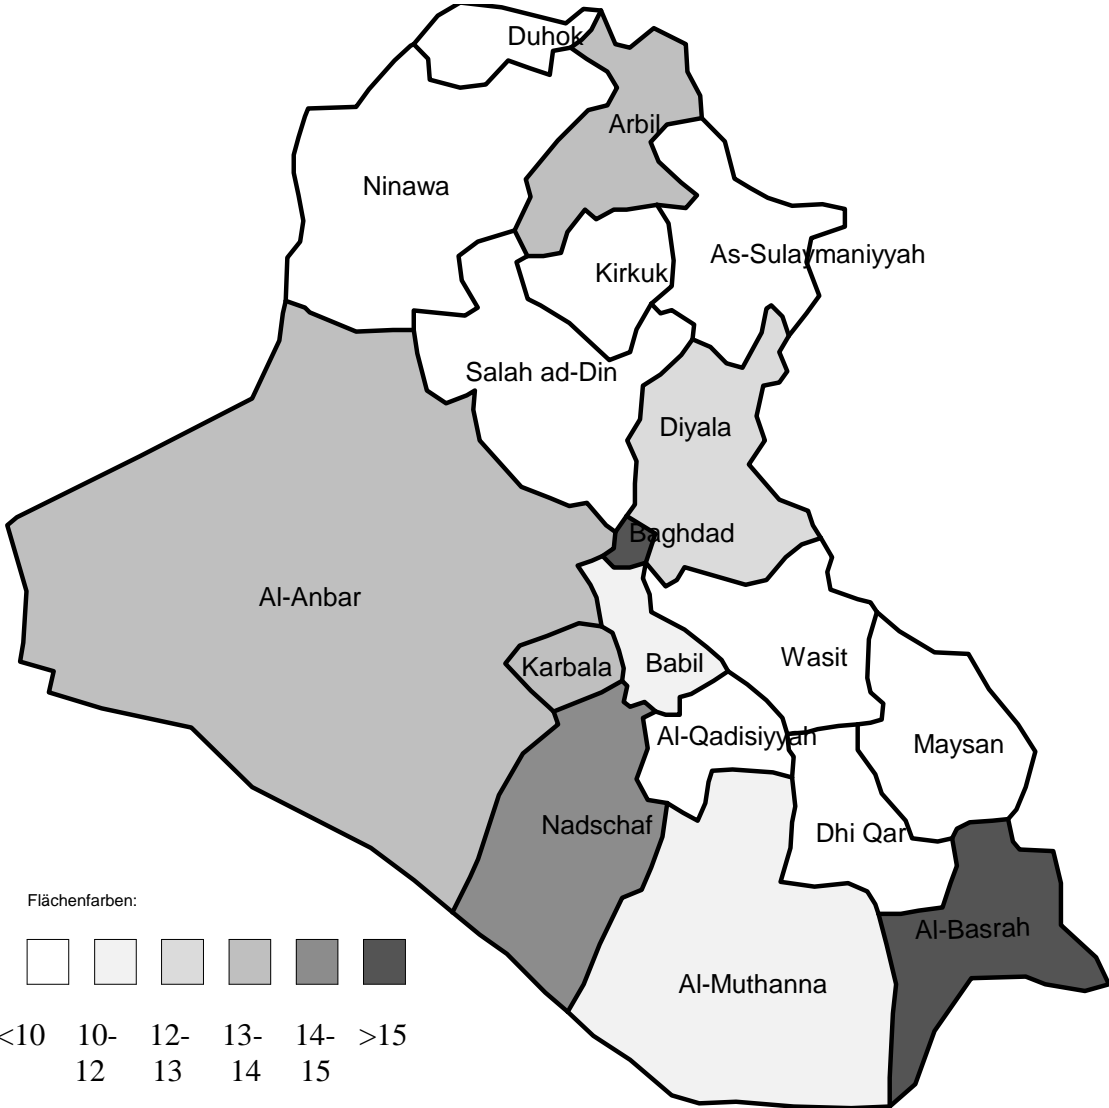 Duhok
Arbil
Ninawa
As-Sulaymaniyyah
Kirkuk
Salah ad-Din
Diyala
Baghdad
Al-Anbar
Wasit
Babil
Karbala
Al-Qadisiyyah
Maysan
Nadschaf
Dhi Qar
Al-Basrah
Al-Muthanna
Flächenfarben:
<10 10- 12- 13- 14- >15
12 13 14 15